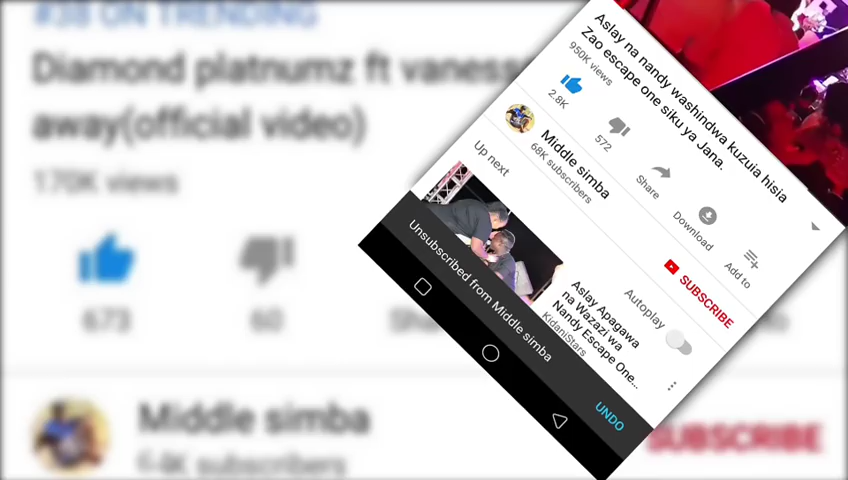 #38 ON TRENDING
Diamond platnumz ft vaness
away(official video)
170K views
673
60
Middle simba
64K subscribers
SUBSCRIBE
Aslay na nandy washindwa kuzuia hisia
Zao escape one siku ya Jana.
950K views
2.8K
572
Share
Download
Add to
Middle simba
68K subscribers
SUBSCRIBE
Up next
Autoplay
Aslay Apagawa
na Wazazi wa
Nandy Escape One...
KidaniStars
Unsubscribed from Middle simba
UNDO